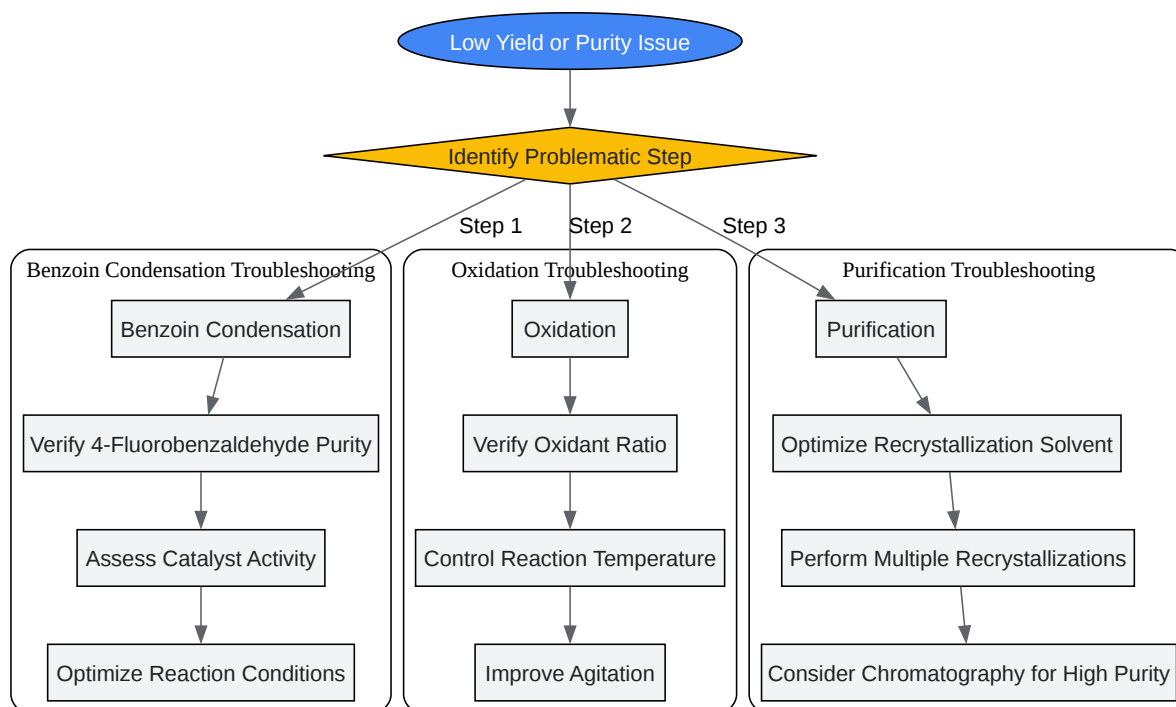 Low Yield or Purity Issue
Identify Problematic Step
Step 1
Step 2
Step 3
Benzoin Condensation Troubleshooting
Benzoin Condensation
Verify 4-Fluorobenzaldehyde Purity
Assess Catalyst Activity
Optimize Reaction Conditions
Oxidation Troubleshooting
Oxidation
Verify Oxidant Ratio
Control Reaction Temperature
Improve Agitation
Purification Troubleshooting
Purification
Optimize Recrystallization Solvent
Perform Multiple Recrystallizations
Consider Chromatography for High Purity